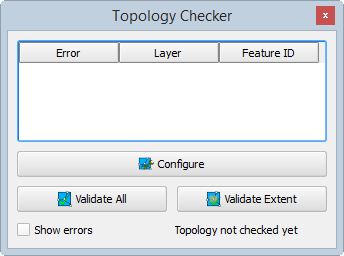 Topology Checker
x
Error Layer Feature ID
Configure
Validate All Validate Extent
Show errors Topology not checked yet